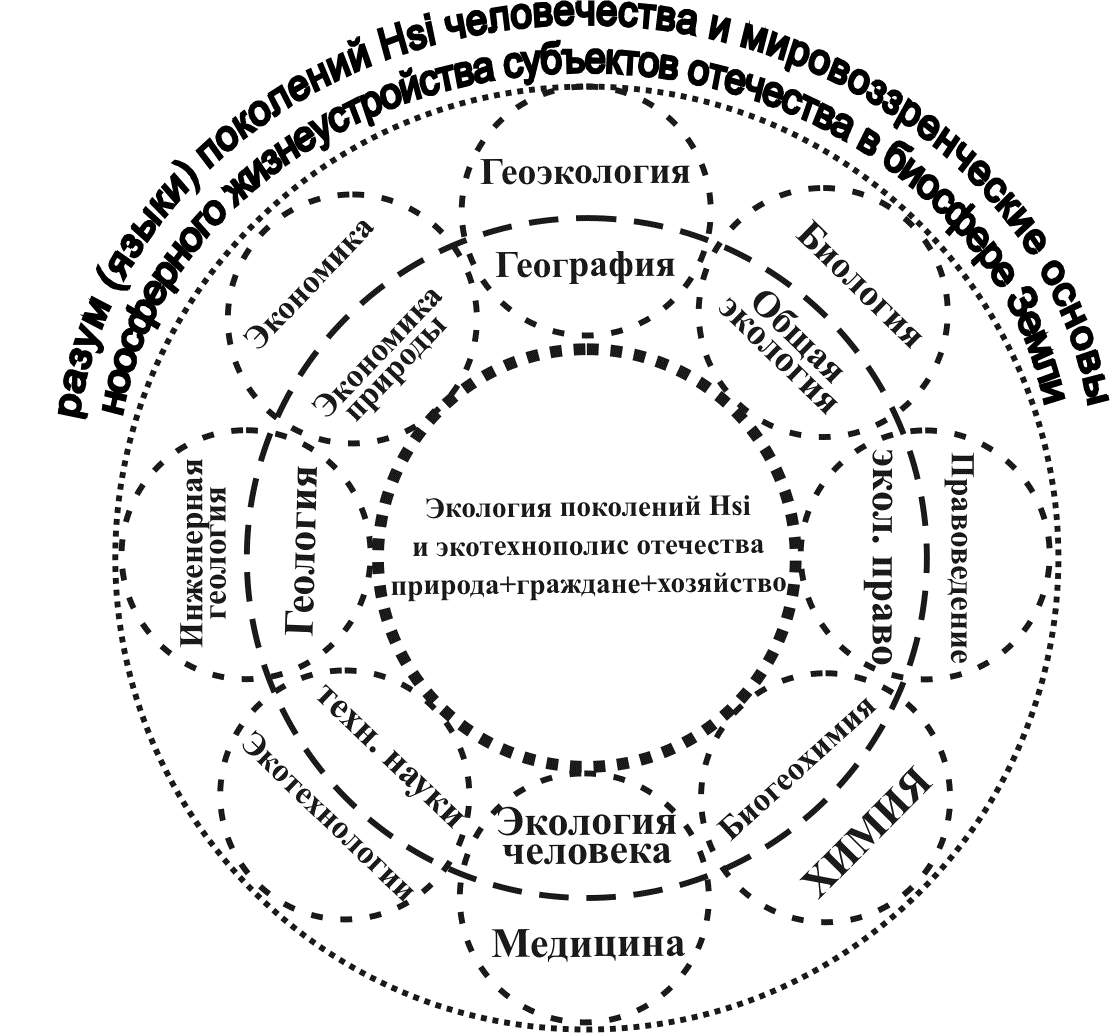 разум (языки) поколений Hsi человечества и мировоззренческие основы
ноосферного жизнеустройства субъектов отечества в биосфере Земли
Геоэкология
География
Биология
Общая
экология
Правоведение
экол. право
Биогеохимия
ХИМИЯ
Экология
человека
Медицина
техн. науки
Экотехнологии
Инженерная
геология
Геология
Экономика
Экономика
природы
Экология поколений Hsi
и экотехнополис отечества
природа+граждане+хозяйство